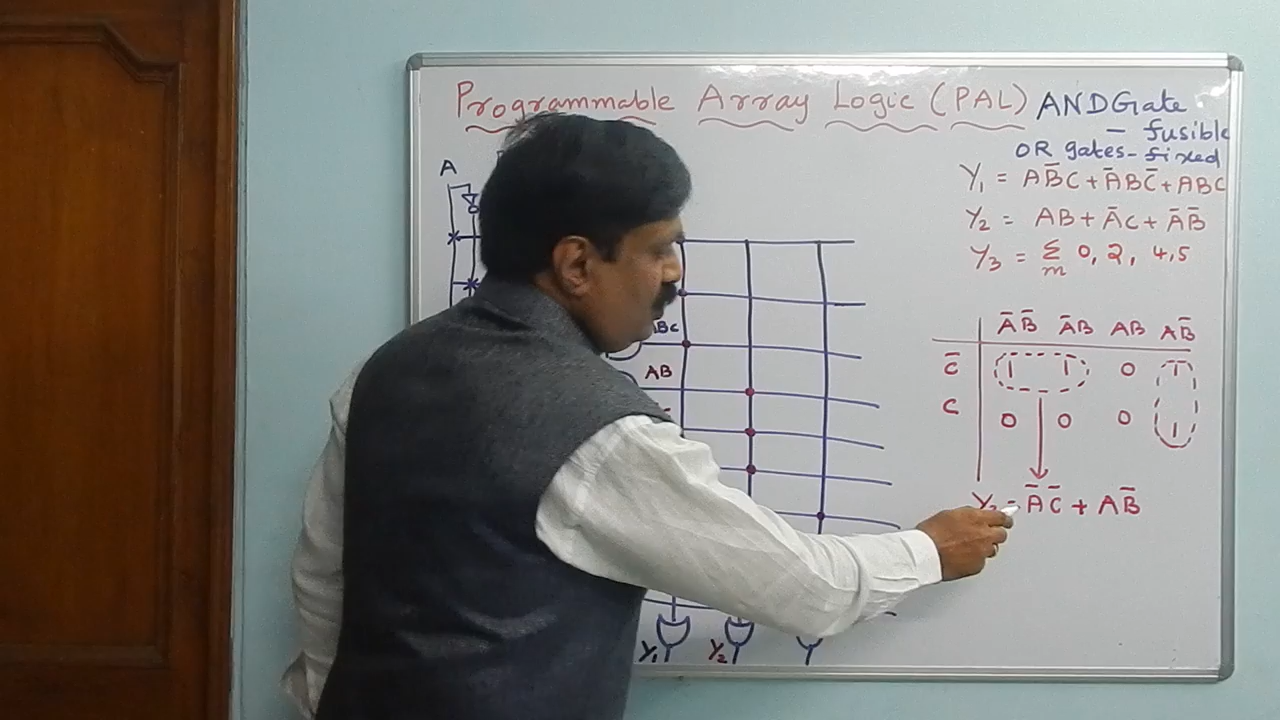 Programmable Array Logic (PAL) AND Gate
- fusible
OR gates - fixed
A
Y₁ = AB̄C + ĀBC̄ + ABC
Y₂ = AB + ĀC + ĀB̄
Y₃ = Σm 0, 2, 4,5
ĀB̄ ĀB AB AB̄
C̄ 1 1 0 1
C 0 0 0 1
AB
Y₃ = ĀC̄ + AB̄
Y₁ Y₂